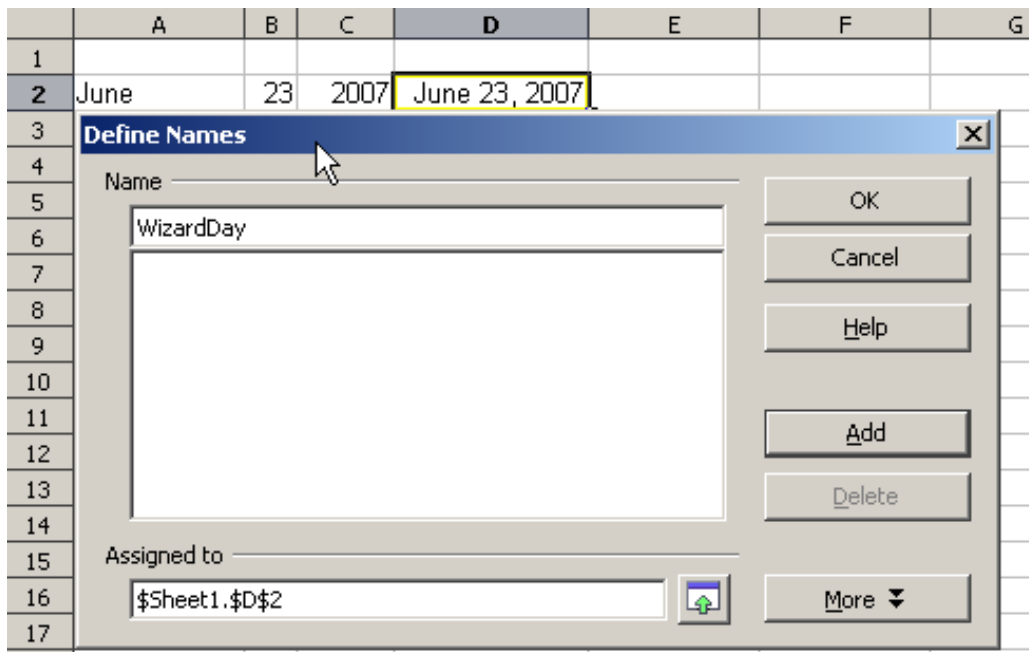 A B C D E F G
1
2 June 23 2007 June 23, 2007
3 Define Names
4
Name
5 OK
WizardDay
6
7 Cancel
8
9 Help
10
11
12 Add
13
14 Delete
15 Assigned to
16 $Sheet1.$D$2 More
17